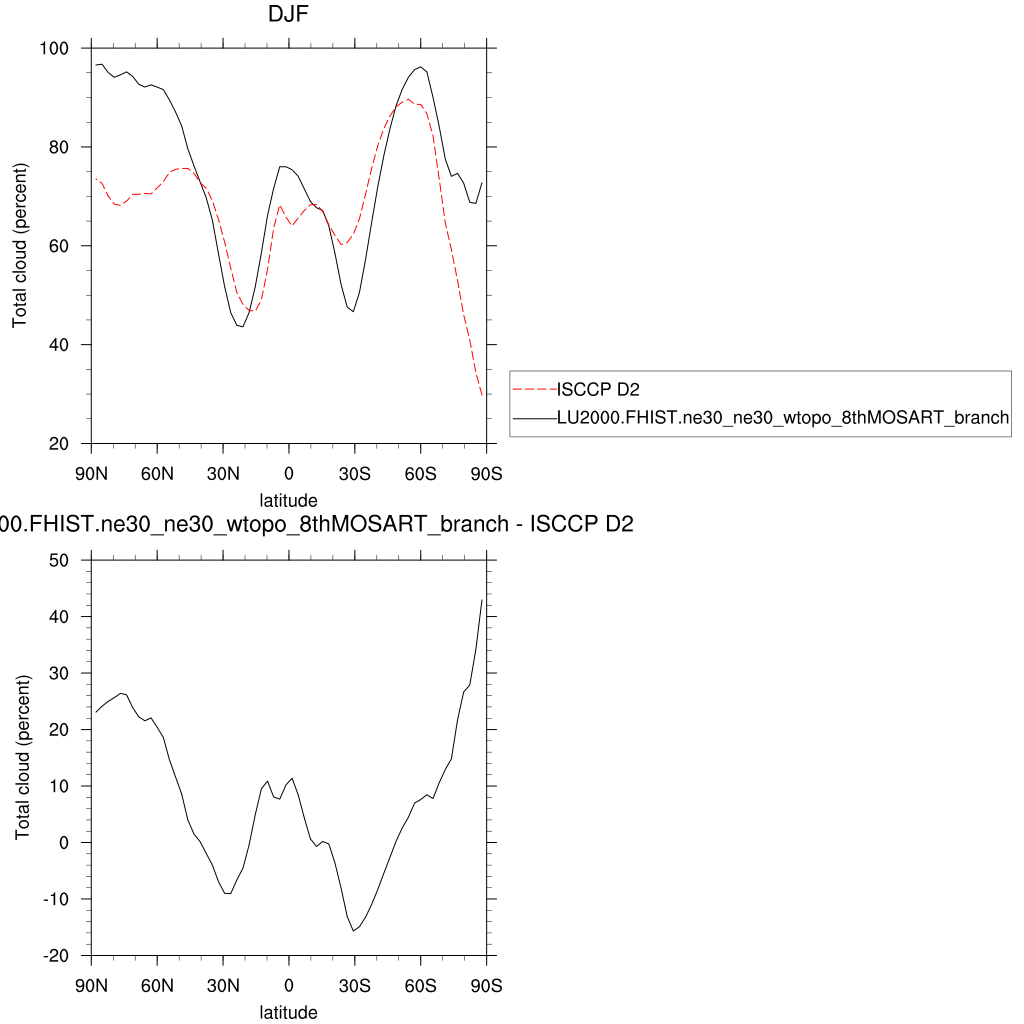 DJF
100
80
60
40
20
Total cloud (percent)
90N 60N 30N 0 30S 60S 90S
latitude
ISCCP D2
LU2000.FHIST.ne30_ne30_wtopo_8thMOSART_branch
00.FHIST.ne30_ne30_wtopo_8thMOSART_branch - ISCCP D2
50
40
30
20
10
0
-10
-20
Total cloud (percent)
90N 60N 30N 0 30S 60S 90S
latitude